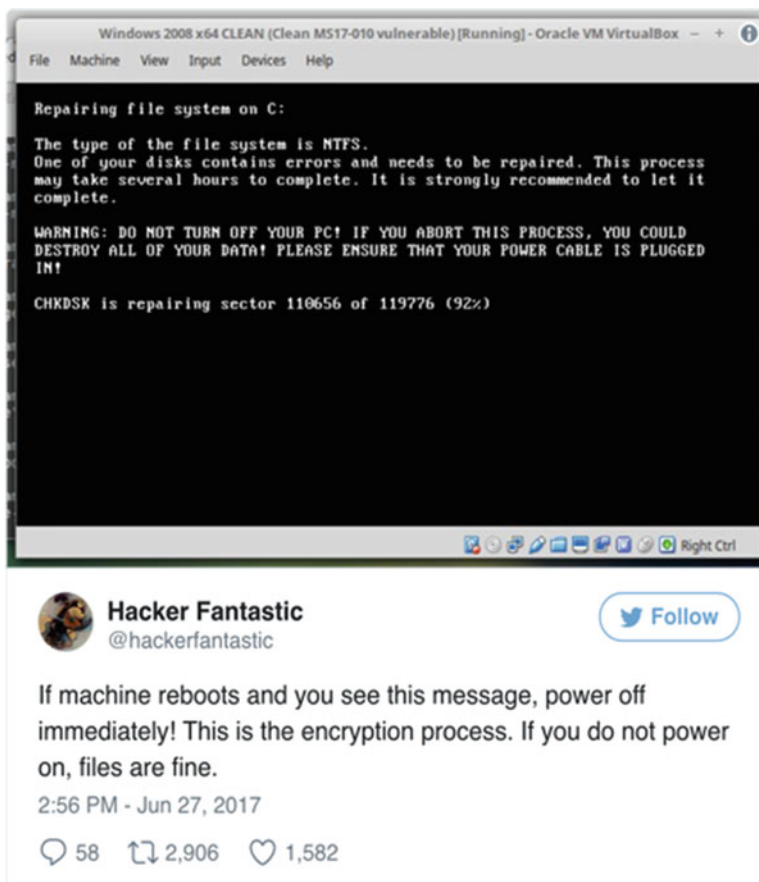 Windows 2008 x64 CLEAN (Clean MS17-010 vulnerable) [Running] - Oracle VM VirtualBox
File Machine View Input Devices Help
Repairing file system on C:
The type of the file system is NTFS.
One of your disks contains errors and needs to be repaired. This process
may take several hours to complete. It is strongly recommended to let it
complete.
WARNING: DO NOT TURN OFF YOUR PC! IF YOU ABORT THIS PROCESS, YOU COULD
DESTROY ALL OF YOUR DATA! PLEASE ENSURE THAT YOUR POWER CABLE IS PLUGGED
IN!
CHKDSK is repairing sector 110656 of 119776 (92%)
Right Ctrl
Hacker Fantastic
@hackerfantastic
Follow
If machine reboots and you see this message, power off
immediately! This is the encryption process. If you do not power
on, files are fine.
2:56 PM - Jun 27, 2017
58 2,906 1,582